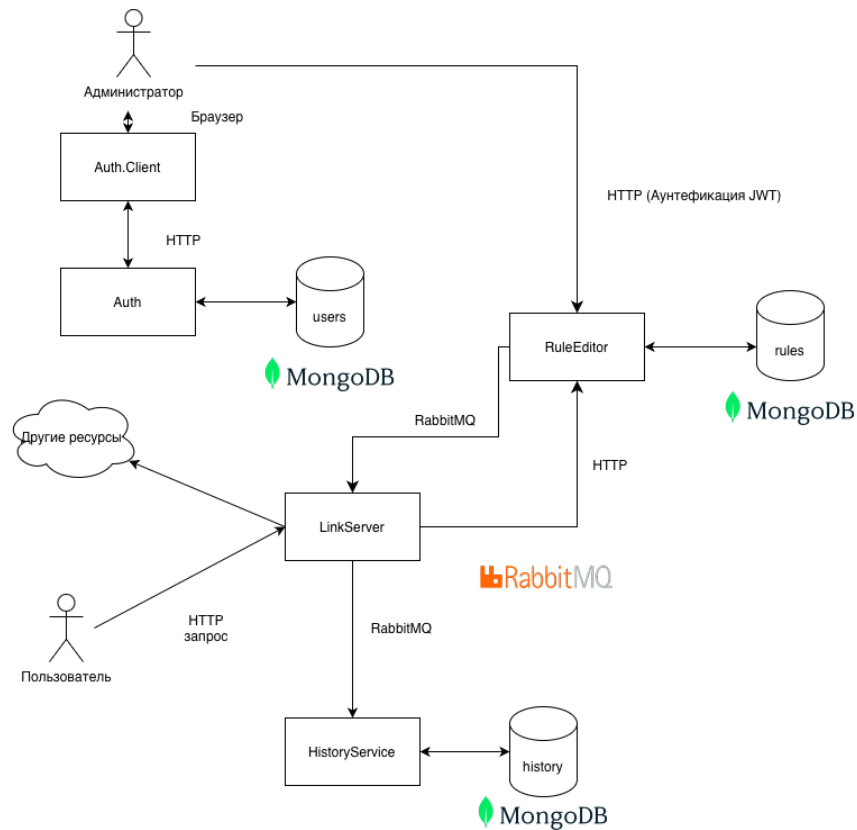 Администратор
Браузер
Auth.Client
HTTP (Аунтефикация JWT)
HTTP
Auth
users
RuleEditor
rules
MongoDB
MongoDB
RabbitMQ
Другие ресурсы
HTTP
LinkServer
RabbitMQ
HTTP
запрос
RabbitMQ
Пользователь
HistoryService
history
MongoDB